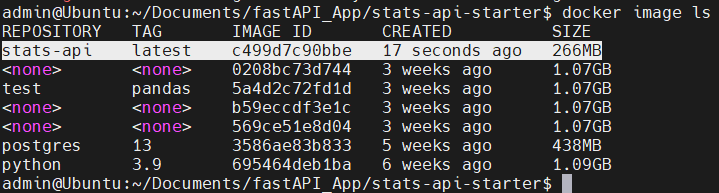 admin@Ubuntu:~/Documents/fastAPI_App/stats-api-starter$ docker image ls
REPOSITORY TAG IMAGE ID CREATED SIZE
stats-api latest c499d7c90bbe 17 seconds ago 266MB
<none> <none> 0208bc73d744 3 weeks ago 1.07GB
test pandas 5a4d2c72fd1d 3 weeks ago 1.07GB
<none> <none> b59eccdf3e1c 3 weeks ago 1.07GB
<none> <none> 569ce51e8d04 3 weeks ago 1.07GB
postgres 13 3586ae83b833 5 weeks ago 438MB
python 3.9 695464deb1ba 6 weeks ago 1.09GB
admin@Ubuntu:~/Documents/fastAPI_App/stats-api-starter$